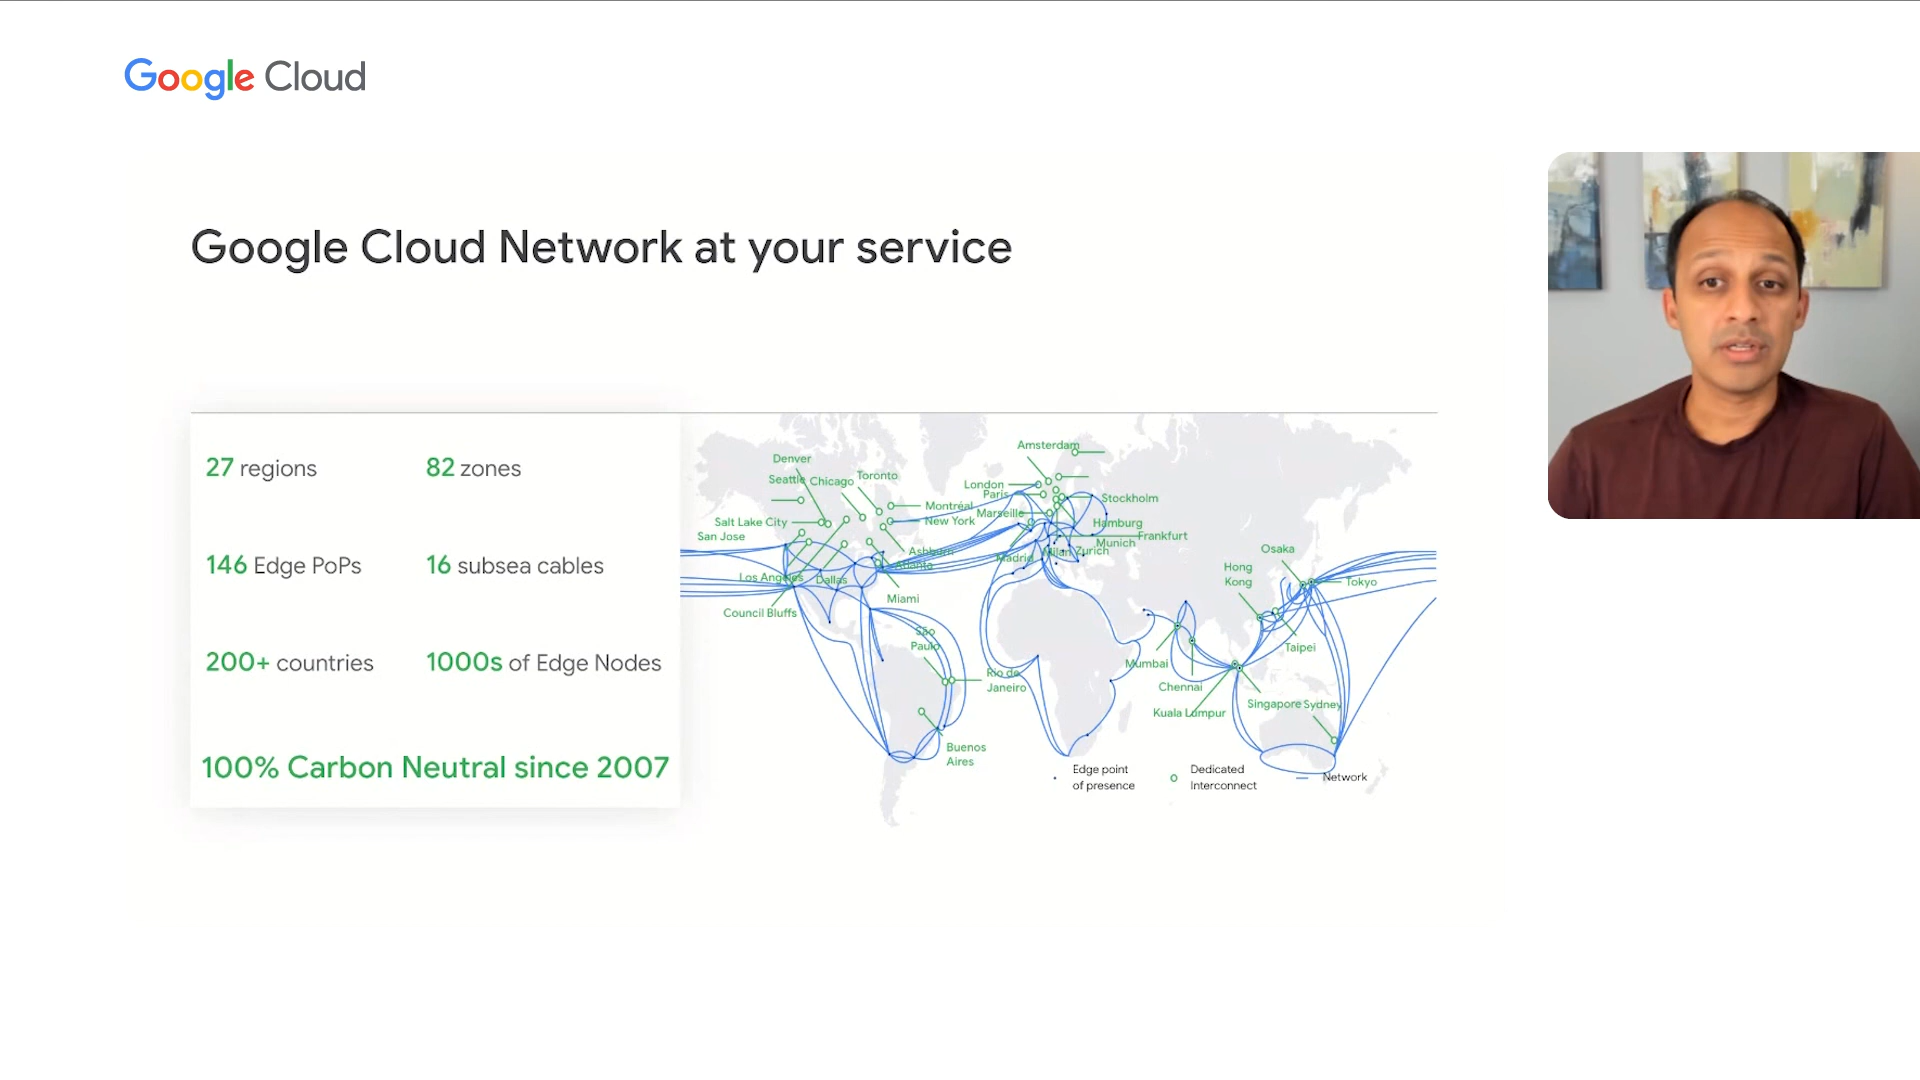 Google Cloud
Google Cloud Network at your service
27 regions
82 zones
146 Edge PoPs
16 subsea cables
200+ countries
1000s of Edge Nodes
100% Carbon Neutral since 2007
Denver
Seattle
Chicago
Toronto
Montréal
New York
Salt Lake City
San Jose
Ashburn
Atlanta
Los Angeles
Dallas
Miami
Council Bluffs
São
Paulo
Rio de
Janeiro
Buenos
Aires
Amsterdam
London
Paris
Marseille
Stockholm
Hamburg
Frankfurt
Munich
Milan
Zurich
Madrid
Osaka
Hong
Kong
Tokyo
Taipei
Mumbai
Chennai
Kuala Lumpur
Singapore
Sydney
Edge point
of presence
Dedicated
Interconnect
Network